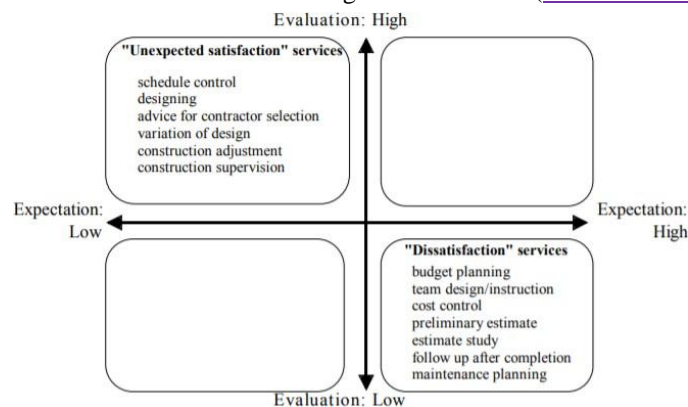 Evaluation: High
"Unexpected satisfaction" services
schedule control
designing
advice for contractor selection
variation of design
construction adjustment
construction supervision
Expectation:
Low
Expectation:
High
"Dissatisfaction" services
budget planning
team design/instruction
cost control
preliminary estimate
estimate study
follow up after completion
maintenance planning
Evaluation: Low